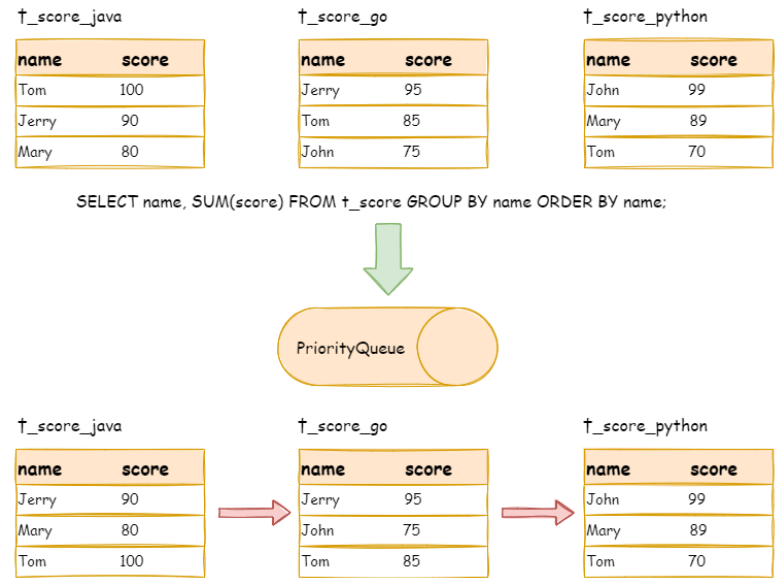 t_score_java t_score_go t_score_python
name score name score name score
Tom 100 Jerry 95 John 99
Jerry 90 Tom 85 Mary 89
Mary 80 John 75 Tom 70
SELECT name, SUM(score) FROM t_score GROUP BY name ORDER BY name;
PriorityQueue
t_score_java t_score_go t_score_python
name score name score name score
Jerry 90 Jerry 95 John 99
Mary 80 John 75 Mary 89
Tom 100 Tom 85 Tom 70